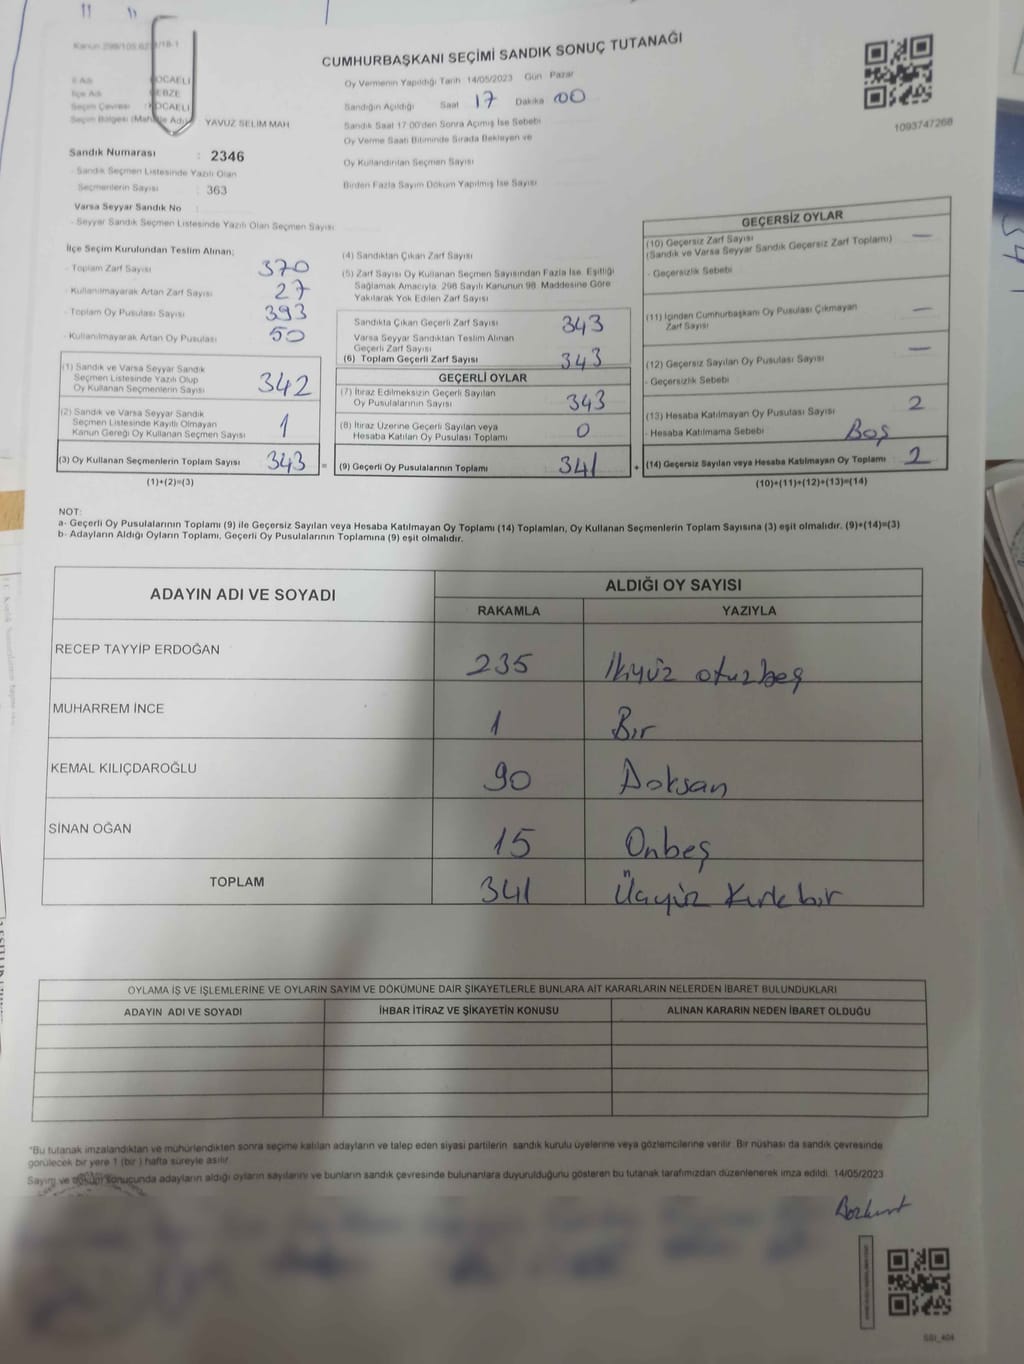 CUMHURBAŞKANI SEÇİMİ SANDIK SONUÇ TUTANAĞI
İl Adı OCAELİ
İlçe Adı EBZE
Seçim Çevresi KOCAELİ
Seçim Bölgesi (Mahalle Adı) YAVUZ SELİM MAH
Sandık Numarası : 2346
- Sandık Seçmen Listesinde Yazılı Olan
Seçmenlerin Sayısı : 363
Varsa Seyyar Sandık No :
- Seyyar Sandık Seçmen Listesinde Yazılı Olan Seçmen Sayısı
Oy Vermenin Yapıldığı Tarih 14/05/2023 Gün Pazar
Sandığın Açıldığı Saat 17 Dakika 00
Sandık Saat 17.00'den Sonra Açılmış İse Sebebi
Oy Verme Saati Bitiminde Sırada Bekleyen ve
Oy Kullandırılan Seçmen Sayısı
Birden Fazla Sayım Döküm Yapılmış İse Sayısı
1093747268
İlçe Seçim Kurulundan Teslim Alınan;
- Toplam Zarf Sayısı 370
- Kullanılmayarak Artan Zarf Sayısı 27
- Toplam Oy Pusulası Sayısı 393
- Kullanılmayarak Artan Oy Pusulası 50
(1) Sandık ve Varsa Seyyar Sandık
Seçmen Listesinde Yazılı Olup
Oy Kullanan Seçmenlerin Sayısı 342
(2) Sandık ve Varsa Seyyar Sandık
Seçmen Listesinde Kayıtlı Olmayan
Kanun Gereği Oy Kullanan Seçmen Sayısı 1
(3) Oy Kullanan Seçmenlerin Toplam Sayısı 343 =
(1)+(2)=(3)
(4) Sandıktan Çıkan Zarf Sayısı
(5) Zarf Sayısı Oy Kullanan Seçmen Sayısından Fazla İse, Eşitliği
Sağlamak Amacıyla, 298 Sayılı Kanunun 98. Maddesine Göre
Yakılarak Yok Edilen Zarf Sayısı
Sandıkta Çıkan Geçerli Zarf Sayısı 343
Varsa Seyyar Sandıktan Teslim Alınan
Geçerli Zarf Sayısı
(6) Toplam Geçerli Zarf Sayısı 343
GEÇERLİ OYLAR
(7) İtiraz Edilmeksizin Geçerli Sayılan
Oy Pusulalarının Sayısı 343
(8) İtiraz Üzerine Geçerli Sayılan veya
Hesaba Katılan Oy Pusulası Toplamı 0
(9) Geçerli Oy Pusulalarının Toplamı 341 +
GEÇERSİZ OYLAR
(10) Geçersiz Zarf Sayısı —
(Sandık ve Varsa Seyyar Sandık Geçersiz Zarf Toplamı)
- Geçersizlik Sebebi
(11) İçinden Cumhurbaşkanı Oy Pusulası Çıkmayan —
Zarf Sayısı
(12) Geçersiz Sayılan Oy Pusulası Sayısı —
- Geçersizlik Sebebi
(13) Hesaba Katılmayan Oy Pusulası Sayısı 2
- Hesaba Katılmama Sebebi Boş
(14) Geçersiz Sayılan veya Hesaba Katılmayan Oy Toplamı 2
(10)+(11)+(12)+(13)=(14)
NOT:
a- Geçerli Oy Pusulalarının Toplamı (9) ile Geçersiz Sayılan veya Hesaba Katılmayan Oy Toplamı (14) Toplamları, Oy Kullanan Seçmenlerin Toplam Sayısına (3) eşit olmalıdır. (9)+(14)=(3)
b- Adayların Aldığı Oyların Toplamı, Geçerli Oy Pusulalarının Toplamına (9) eşit olmalıdır.
ADAYIN ADI VE SOYADI ALDIĞI OY SAYISI
RAKAMLA YAZIYLA
RECEP TAYYİP ERDOĞAN 235 İkiyüz otuzbeş
MUHARREM İNCE 1 Bir
KEMAL KILIÇDAROĞLU 90 Doksan
SİNAN OĞAN 15 Onbeş
TOPLAM 341 Üçyüz Kırkbir
OYLAMA İŞ VE İŞLEMLERİNE VE OYLARIN SAYIM VE DÖKÜMÜNE DAİR ŞİKAYETLERLE BUNLARA AİT KARARLARIN NELERDEN İBARET BULUNDUKLARI
ADAYIN ADI VE SOYADI İHBAR İTİRAZ VE ŞİKAYETİN KONUSU ALINAN KARARIN NEDEN İBARET OLDUĞU
"Bu tutanak imzalandıktan ve mühürlendikten sonra seçime katılan adayların ve talep eden siyasi partilerin sandık kurulu üyelerine veya gözlemcilerine verilir. Bir nüshası da sandık çevresinde
görülecek bir yere 1 (bir) hafta süreyle asılır.
Sayım ve döküm sonucunda adayların aldığı oyların sayılarını ve bunların sandık çevresinde bulunanlara duyurulduğunu gösteren bu tutanak tarafımızdan düzenlenerek imza edildi. 14/05/2023
Bozkurt